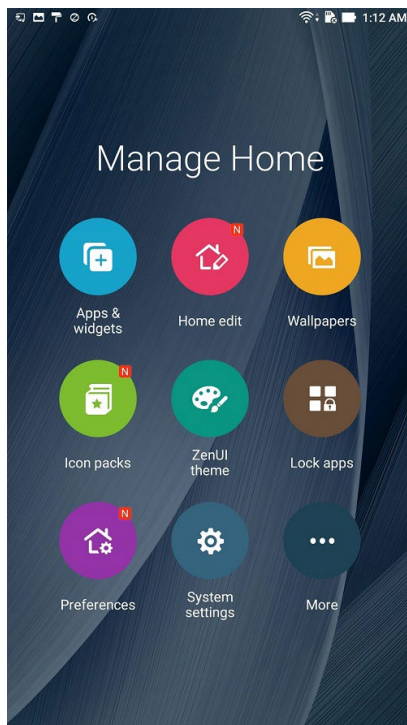 1:12 AM
Manage Home
N
Apps &
widgets
Home edit
Wallpapers
N
Icon packs
ZenUI
theme
Lock apps
N
Preferences
System
settings
More